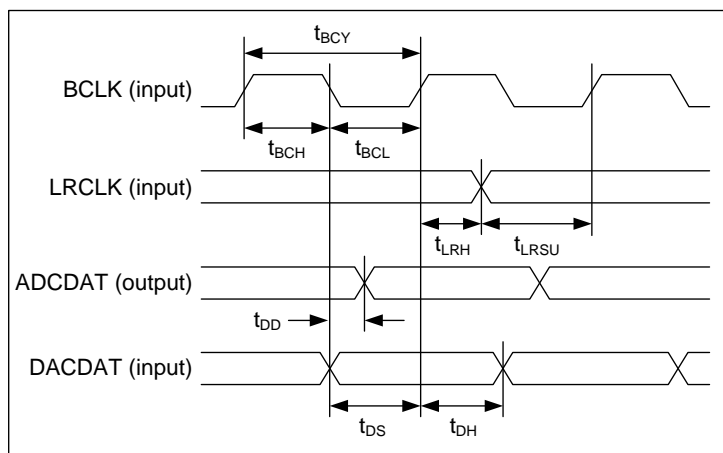 tBCY
BCLK (input)
tBCH tBCL
LRCLK (input)
tLRH tLRSU
ADCDAT (output)
tDD
DACDAT (input)
tDS tDH